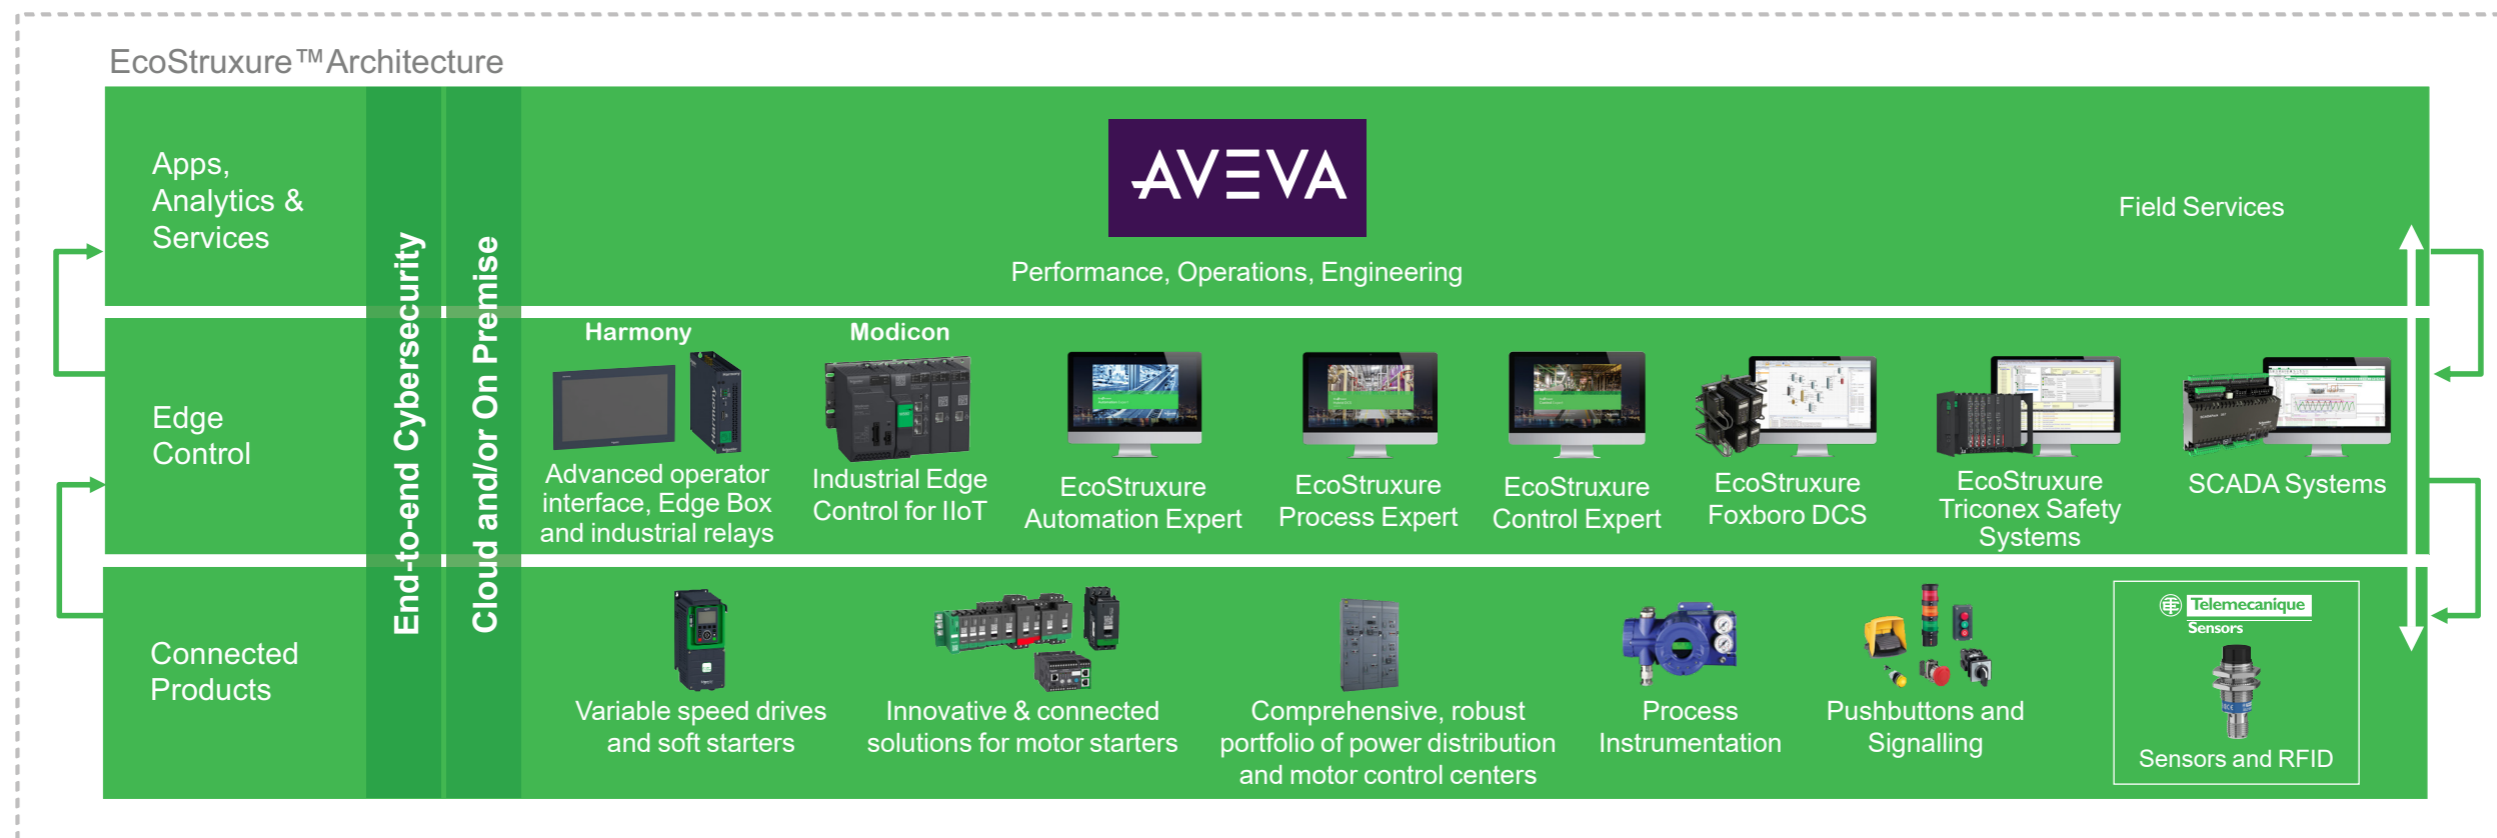 EcoStruxure™Architecture
Apps,
Analytics &
Services
AVEVA
Performance, Operations, Engineering
Field Services
End-to-end Cybersecurity
Cloud and/or On Premise
Edge
Control
Harmony
Harmony
Advanced operator
interface, Edge Box
and industrial relays
Modicon
Industrial Edge
Control for IIoT
EcoStruxure
Automation Expert
EcoStruxure
Process Expert
EcoStruxure
Control Expert
EcoStruxure
Foxboro DCS
EcoStruxure
Triconex Safety
Systems
SCADA Systems
Connected
Products
Variable speed drives
and soft starters
Innovative & connected
solutions for motor starters
Comprehensive, robust
portfolio of power distribution
and motor control centers
Process
Instrumentation
Pushbuttons and
Signalling
Telemecanique
Sensors
Sensors and RFID